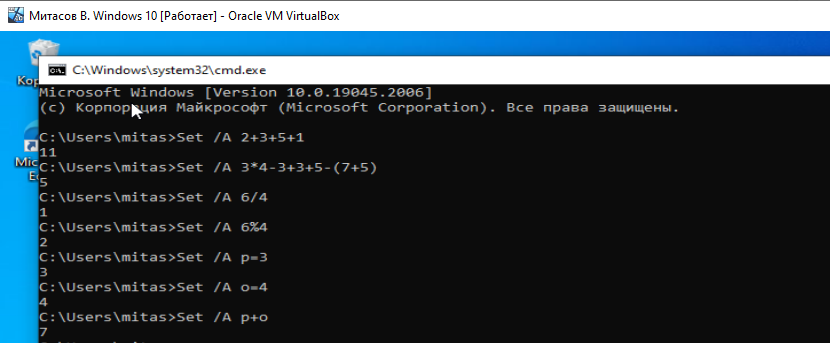 Митасов В. Windows 10 [Работает] - Oracle VM VirtualBox
Кор
C:\Windows\system32\cmd.exe
Microsoft Windows [Version 10.0.19045.2006]
(c) Корпорация Майкрософт (Microsoft Corporation). Все права защищены.
C:\Users\mitas>Set /A 2+3+5+1
11
C:\Users\mitas>Set /A 3*4-3+3+5-(7+5)
5
Mic
E
C:\Users\mitas>Set /A 6/4
1
C:\Users\mitas>Set /A 6%4
2
C:\Users\mitas>Set /A p=3
3
C:\Users\mitas>Set /A o=4
4
C:\Users\mitas>Set /A p+o
7